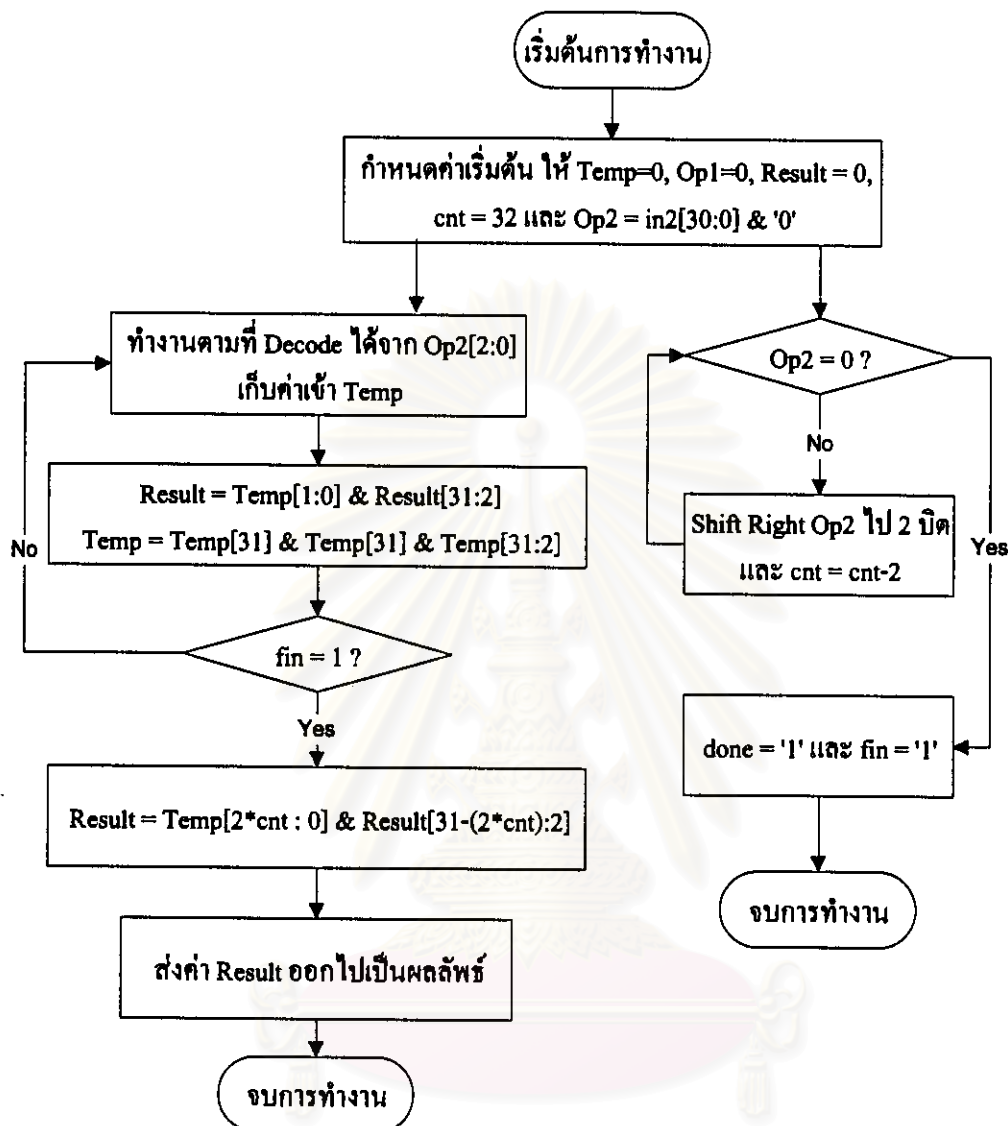 เริ่มต้นการทำงาน
กำหนดค่าเริ่มต้น ให้ Temp=0, Op1=0, Result = 0,
cnt = 32 และ Op2 = in2[30:0] & '0'
ทำงานตามที่ Decode ได้จาก Op2[2:0]
เก็บค่าเข้า Temp
Op2 = 0 ?
No
Result = Temp[1:0] & Result[31:2]
Temp = Temp[31] & Temp[31] & Temp[31:2]
Shift Right Op2 ไป 2 บิต
และ cnt = cnt-2
No
Yes
fin = 1 ?
Yes
done = '1' และ fin = '1'
Result = Temp[2*cnt : 0] & Result[31-(2*cnt):2]
จบการทำงาน
ส่งค่า Result ออกไปเป็นผลลัพธ์
จบการทำงาน